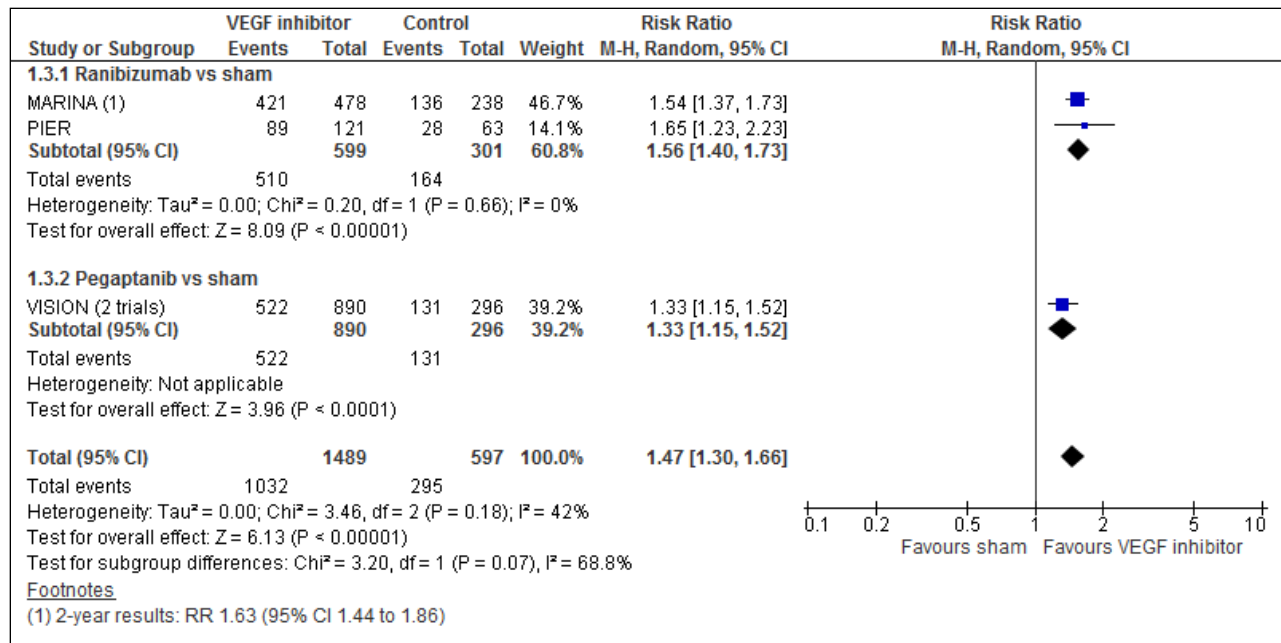 VEGF inhibitor Control Risk Ratio Risk Ratio
Study or Subgroup Events Total Events Total Weight M-H, Random, 95% CI M-H, Random, 95% CI
1.3.1 Ranibizumab vs sham
MARINA (1) 421 478 136 238 46.7% 1.54 [1.37, 1.73]
PIER 89 121 28 63 14.1% 1.65 [1.23, 2.23]
Subtotal (95% CI) 599 301 60.8% 1.56 [1.40, 1.73]
Total events 510 164
Heterogeneity: Tau² = 0.00; Chi² = 0.20, df = 1 (P = 0.66); I² = 0%
Test for overall effect: Z = 8.09 (P < 0.00001)
1.3.2 Pegaptanib vs sham
VISION (2 trials) 522 890 131 296 39.2% 1.33 [1.15, 1.52]
Subtotal (95% CI) 890 296 39.2% 1.33 [1.15, 1.52]
Total events 522 131
Heterogeneity: Not applicable
Test for overall effect: Z = 3.96 (P < 0.0001)
Total (95% CI) 1489 597 100.0% 1.47 [1.30, 1.66]
Total events 1032 295
Heterogeneity: Tau² = 0.00; Chi² = 3.46, df = 2 (P = 0.18); I² = 42%
Test for overall effect: Z = 6.13 (P < 0.00001)
Test for subgroup differences: Chi² = 3.20, df = 1 (P = 0.07), I² = 68.8%
0.1 0.2 0.5 1 2 5 10
Favours sham Favours VEGF inhibitor
Footnotes
(1) 2-year results: RR 1.63 (95% CI 1.44 to 1.86)